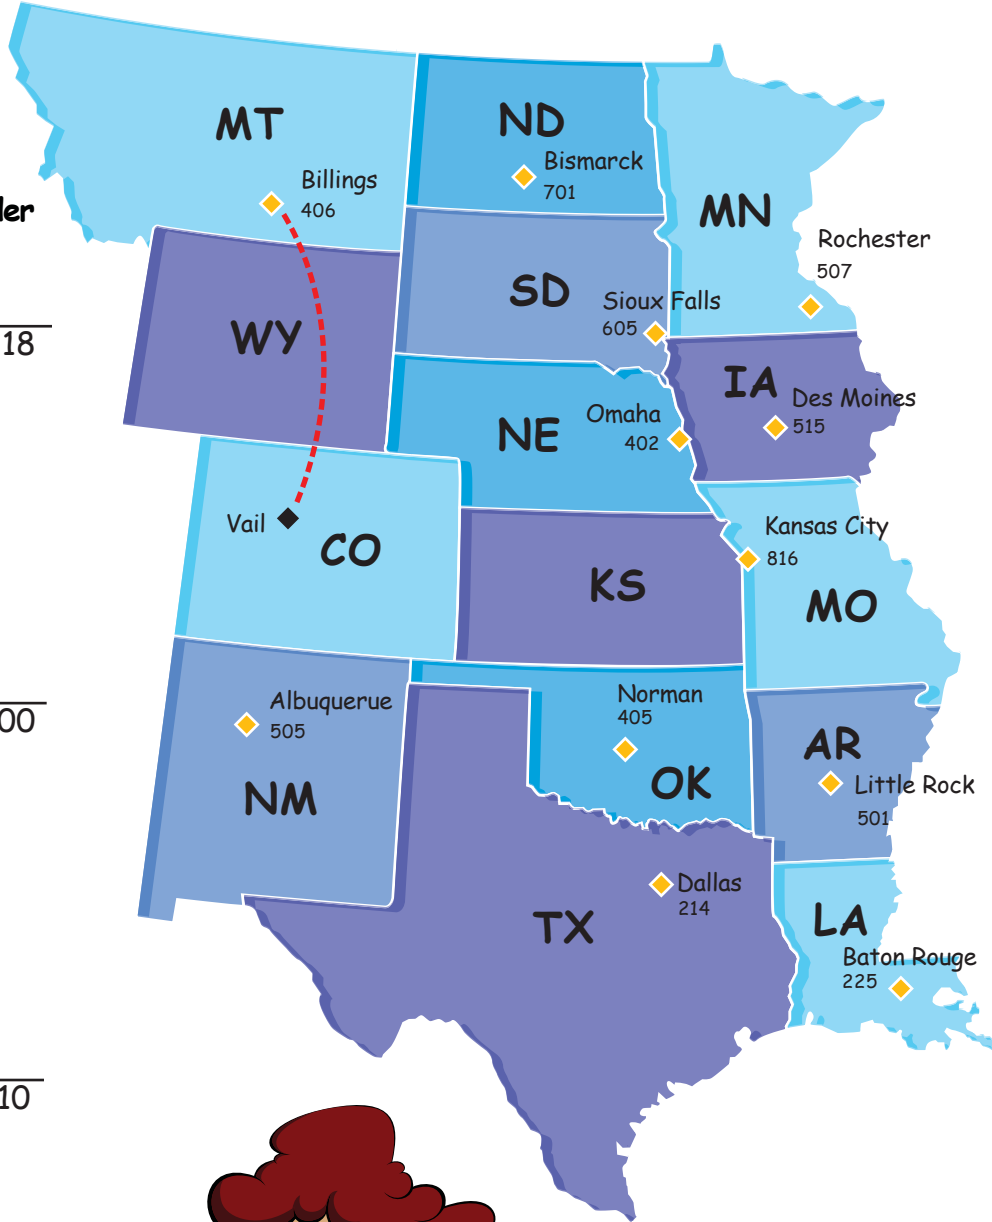 MT
Billings
406
ND
Bismarck
701
MN
Rochester
507
ler
18
WY
SD
Sioux Falls
605
IA
Des Moines
515
NE
Omaha
402
Vail
CO
KS
Kansas City
816
MO
00
Albuquerue
505
NM
Norman
405
OK
AR
Little Rock
501
TX
Dallas
214
LA
Baton Rouge
225
10